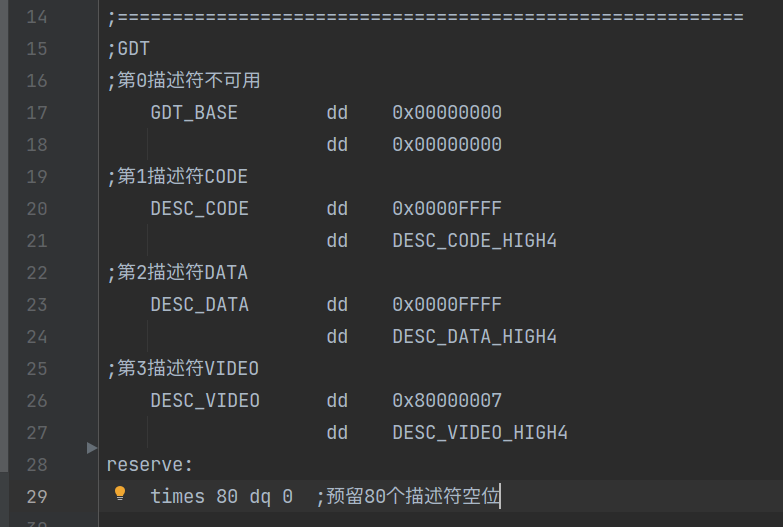 14 ;=========================================================
15 ;GDT
16 ;第0描述符不可用
17 GDT_BASE dd 0x00000000
18 dd 0x00000000
19 ;第1描述符CODE
20 DESC_CODE dd 0x0000FFFF
21 dd DESC_CODE_HIGH4
22 ;第2描述符DATA
23 DESC_DATA dd 0x0000FFFF
24 dd DESC_DATA_HIGH4
25 ;第3描述符VIDEO
26 DESC_VIDEO dd 0x80000007
27 dd DESC_VIDEO_HIGH4
28 reserve:
29 times 80 dq 0 ;预留80个描述符空位
30